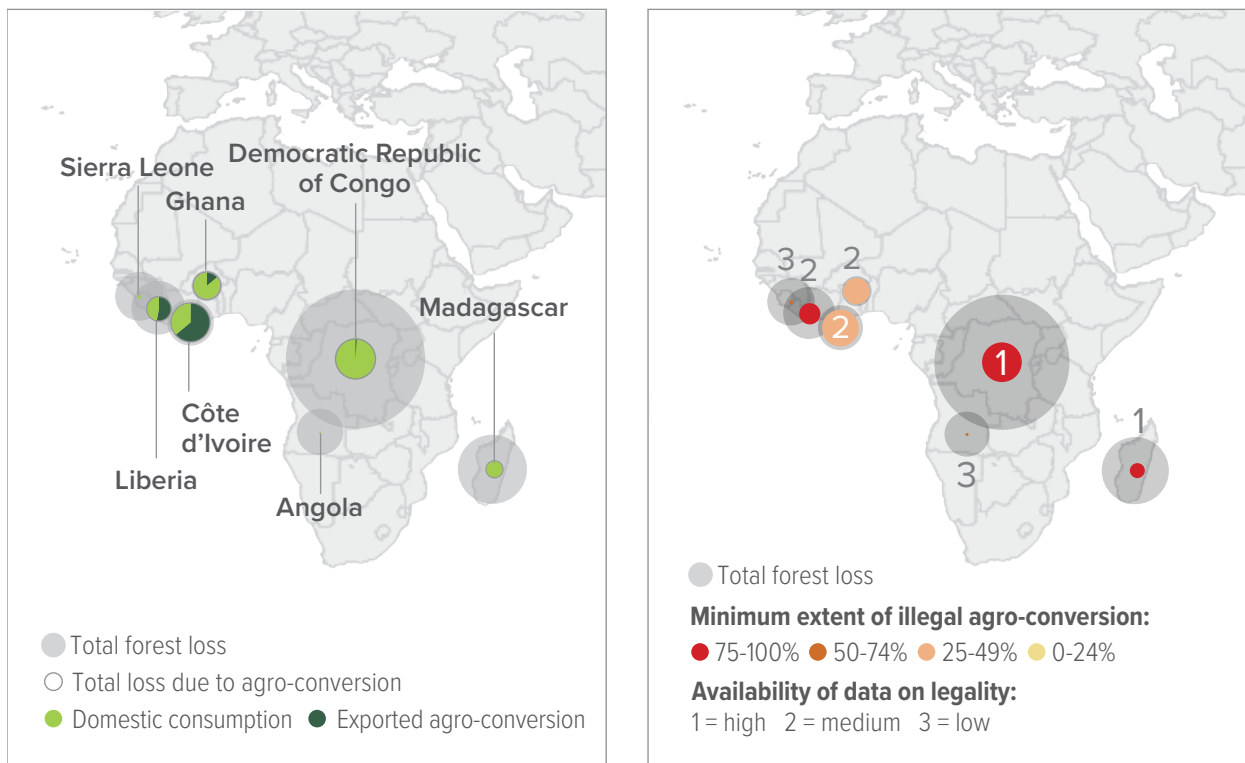 Sierra Leone
Ghana
Democratic Republic
of Congo
Madagascar
Côte
d'Ivoire
Liberia
Angola
Total forest loss
Total loss due to agro-conversion
Domestic consumption Exported agro-conversion
3
2
2
2
1
1
3
Total forest loss
Minimum extent of illegal agro-conversion:
75-100% 50-74% 25-49% 0-24%
Availability of data on legality:
1 = high 2 = medium 3 = low